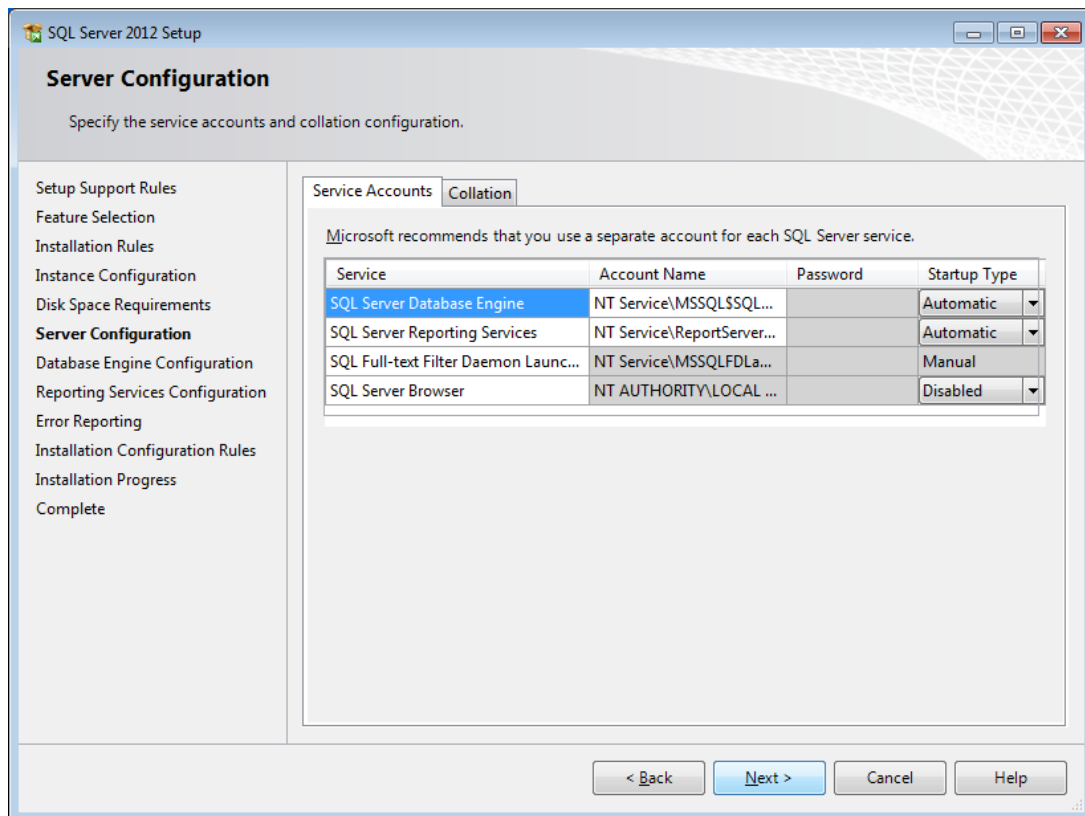 SQL Server 2012 Setup
Server Configuration
Specify the service accounts and collation configuration.
Setup Support Rules
Feature Selection
Installation Rules
Instance Configuration
Disk Space Requirements
Server Configuration
Database Engine Configuration
Reporting Services Configuration
Error Reporting
Installation Configuration Rules
Installation Progress
Complete
Service Accounts Collation
Microsoft recommends that you use a separate account for each SQL Server service.
Service Account Name Password Startup Type
SQL Server Database Engine NT Service\MSSQL$SQL... Automatic
SQL Server Reporting Services NT Service\ReportServer... Automatic
SQL Full-text Filter Daemon Launc... NT Service\MSSQLFDLa... Manual
SQL Server Browser NT AUTHORITY\LOCAL ... Disabled
< Back Next > Cancel Help